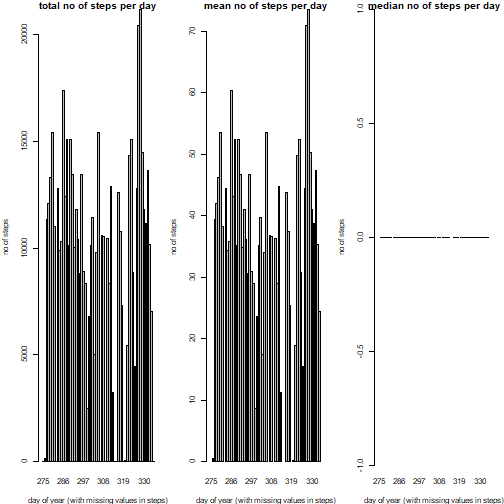 total no of steps per day
no of steps
0
5000
10000
15000
20000
275 286 297 308 319 330
day of year (with missing values in steps)
mean no of steps per day
no of steps
0
10
20
30
40
50
60
70
275 286 297 308 319 330
day of year (with missing values in steps)
median no of steps per day
no of steps
-1.0
-0.5
0.0
0.5
1.0
275 286 297 308 319 330
day of year (with missing values in steps)